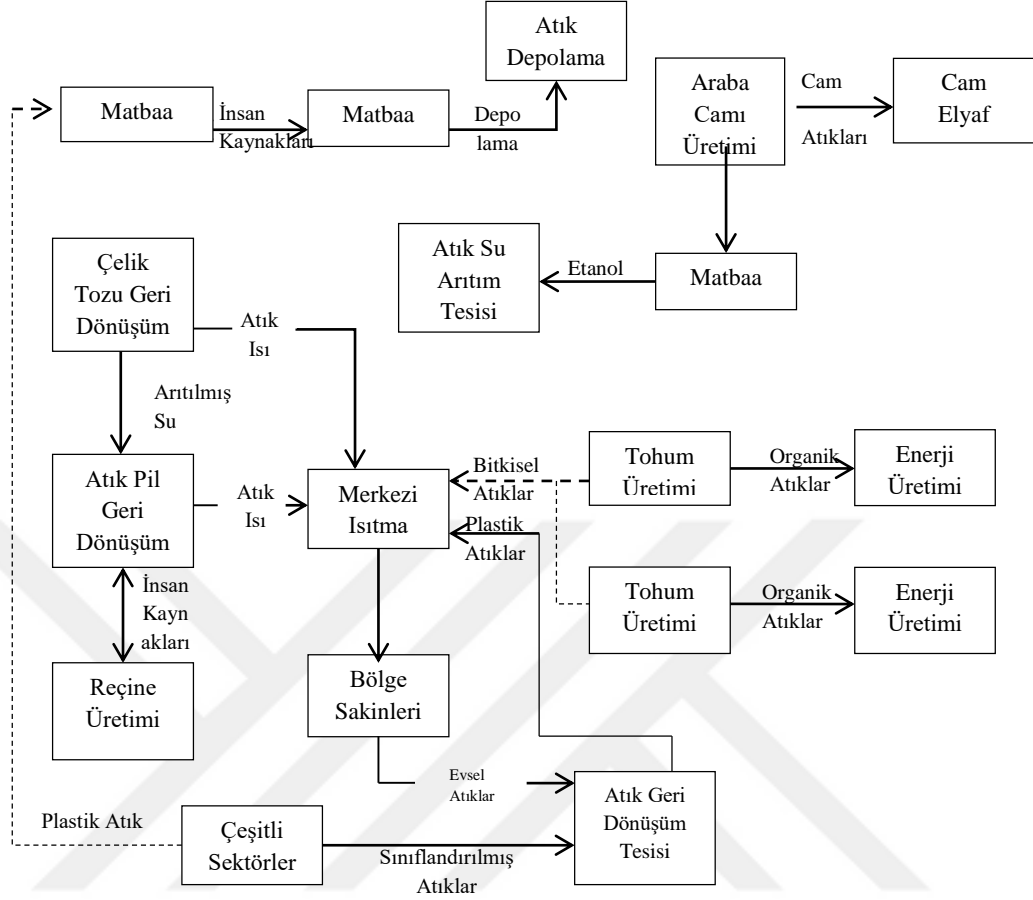 Atık
Depolama
Matbaa
İnsan
Kaynakları
Matbaa
Depo
lama
Araba
Camı
Üretimi
Cam
Atıkları
Cam
Elyaf
Çelik
Tozu Geri
Dönüşüm
Atık
Isı
Atık Su
Arıtım
Tesisi
Etanol
Matbaa
Arıtılmış
Su
Atık Pil
Geri
Dönüşüm
Atık
Isı
Merkezi
Isıtma
Bitkisel
Atıklar
Plastik
Atıklar
Tohum
Üretimi
Organik
Atıklar
Enerji
Üretimi
İnsan
Kayn
akları
Tohum
Üretimi
Organik
Atıklar
Enerji
Üretimi
Reçine
Üretimi
Bölge
Sakinleri
Evsel
Atıklar
Atık Geri
Dönüşüm
Tesisi
Plastik Atık
Çeşitli
Sektörler
Sınıflandırılmış
Atıklar